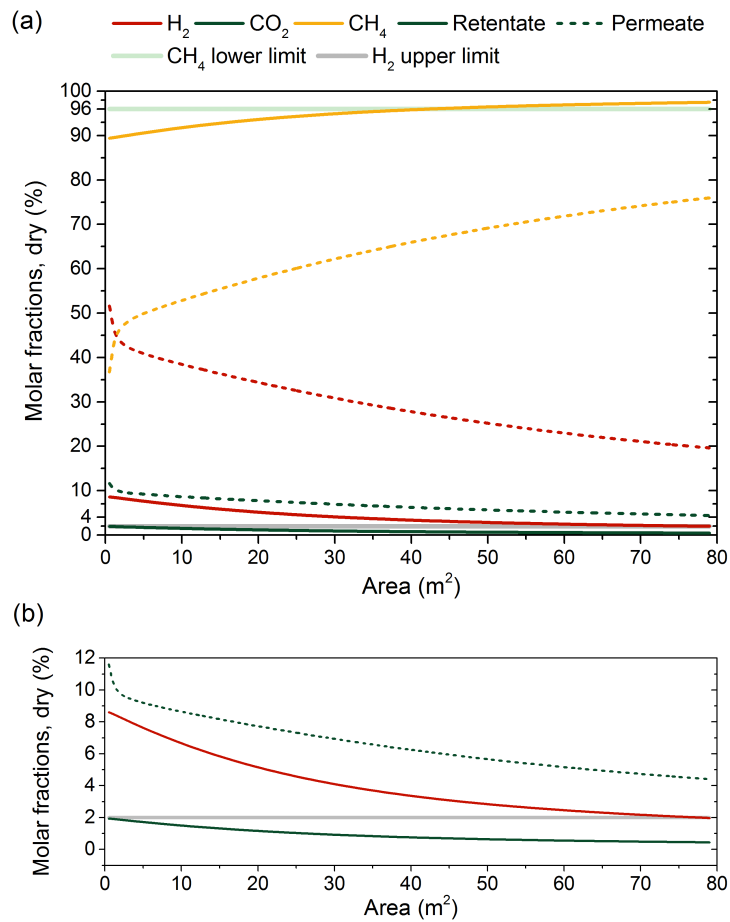 (a)
H₂ CO₂ CH₄ Retentate Permeate
CH₄ lower limit H₂ upper limit
100
96
90
80
70
60
50
40
30
20
10
4
0
Molar fractions, dry (%)
0 10 20 30 40 50 60 70 80
Area (m²)
(b)
12
10
8
6
4
2
0
Molar fractions, dry (%)
0 10 20 30 40 50 60 70 80
Area (m²)